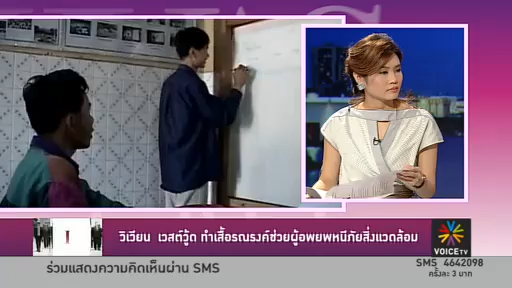 วิเวียน เวสต์วู้ด ทำเสื้อรณรงค์ช่วยผู้อพยพหนีภัยสิ่งแวดล้อม
VOICE TV
ร่วมแสดงความคิดเห็นผ่าน SMS
SMS 4642098
ครั้งละ 3 บาท